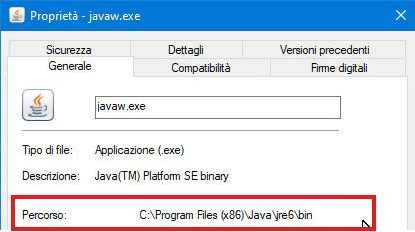 Proprietà - javaw.exe
Sicurezza Dettagli Versioni precedenti
Generale Compatibilità Firme digitali
javaw.exe
Tipo di file: Applicazione (.exe)
Descrizione: Java(TM) Platform SE binary
Percorso: C:\Program Files (x86)\Java\jre6\bin